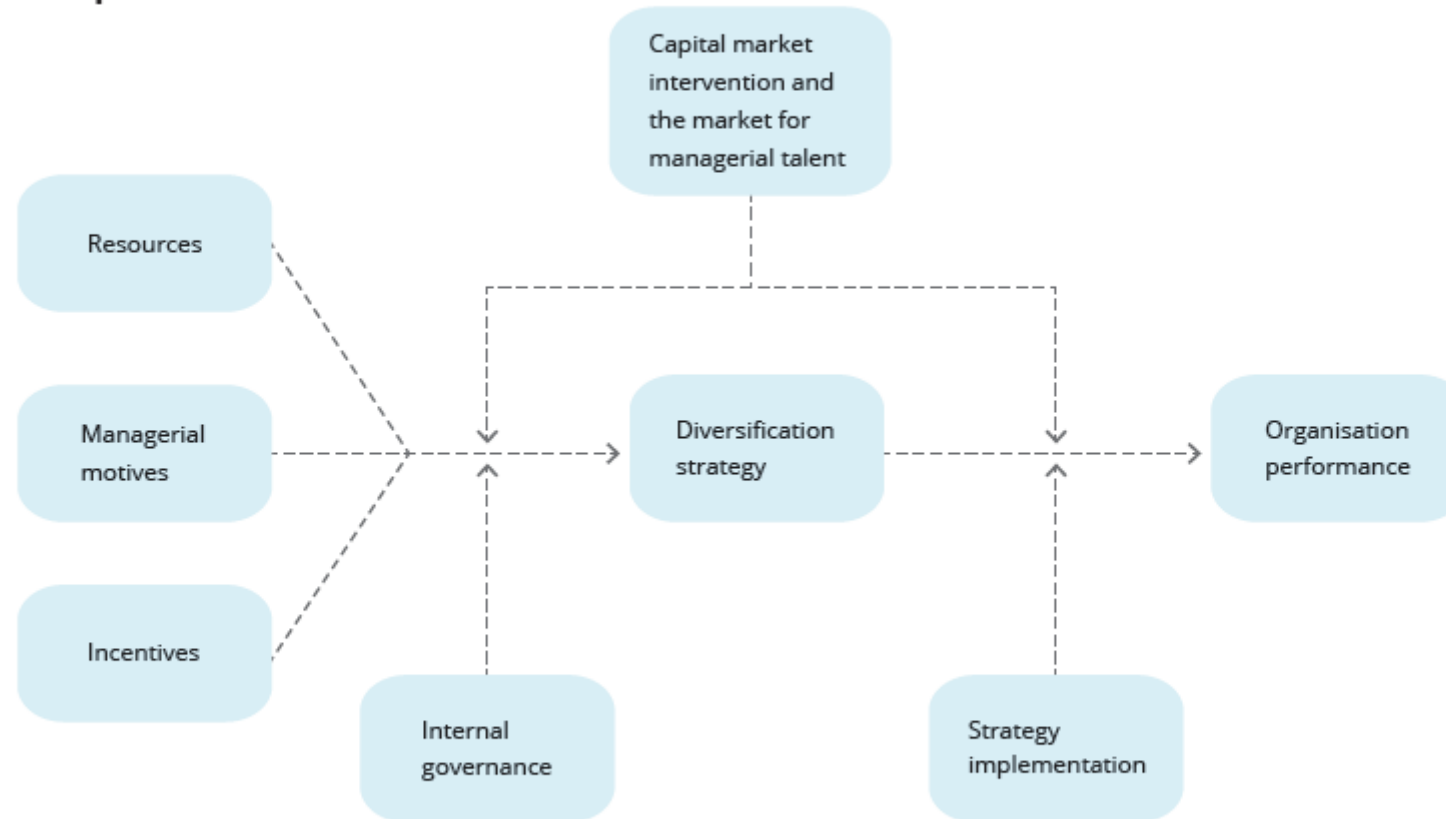 Capital market
intervention and
the market for
managerial talent
Resources
Managerial
motives
Diversification
strategy
Organisation
performance
Incentives
Internal
governance
Strategy
implementation